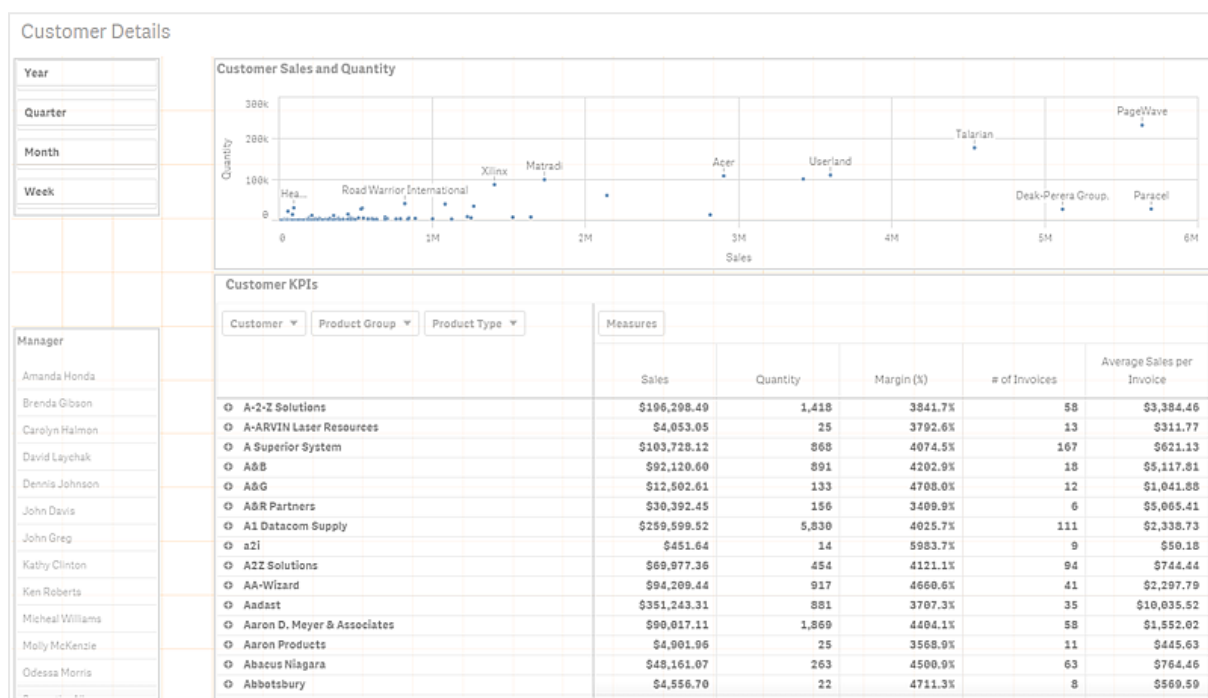 Customer Details
Year
Quarter
Month
Week
Customer Sales and Quantity
300k
200k
100k
0
Quantity
PageWave
Talarian
Acer
Userland
Xilinx
Matradi
Hea...
Road Warrior International
Deak-Perera Group.
Paracel
0 1M 2M 3M 4M 5M 6M
Sales
Manager
Amanda Honda
Brenda Gibson
Carolyn Halmon
David Laychak
Dennis Johnson
John Davis
John Greg
Kathy Clinton
Ken Roberts
Micheal Williams
Molly McKenzie
Odessa Morris
Customer KPIs
Customer Product Group Product Type Measures
Sales Quantity Margin (%) # of Invoices Average Sales per
Invoice
A-2-Z Solutions $196,298.49 1,418 3841.7% 58 $3,384.46
A-ARVIN Laser Resources $4,053.05 25 3792.6% 13 $311.77
A Superior System $103,728.12 868 4074.5% 167 $621.13
A&B $92,120.60 891 4202.9% 18 $5,117.81
A&G $12,502.61 133 4708.0% 12 $1,041.88
A&R Partners $30,392.45 156 3409.9% 6 $5,065.41
A1 Datacom Supply $259,599.52 5,830 4025.7% 111 $2,338.73
a2i $451.64 14 5983.7% 9 $50.18
A2Z Solutions $69,977.36 454 4121.1% 94 $744.44
AA-Wizard $94,209.44 917 4660.6% 41 $2,297.79
Aadast $351,243.31 881 3707.3% 35 $10,035.52
Aaron D. Meyer & Associates $90,017.11 1,869 4404.1% 58 $1,552.02
Aaron Products $4,901.96 25 3568.9% 11 $445.63
Abacus Niagara $48,161.07 263 4500.9% 63 $764.46
Abbotsbury $4,556.70 22 4711.3% 8 $569.59